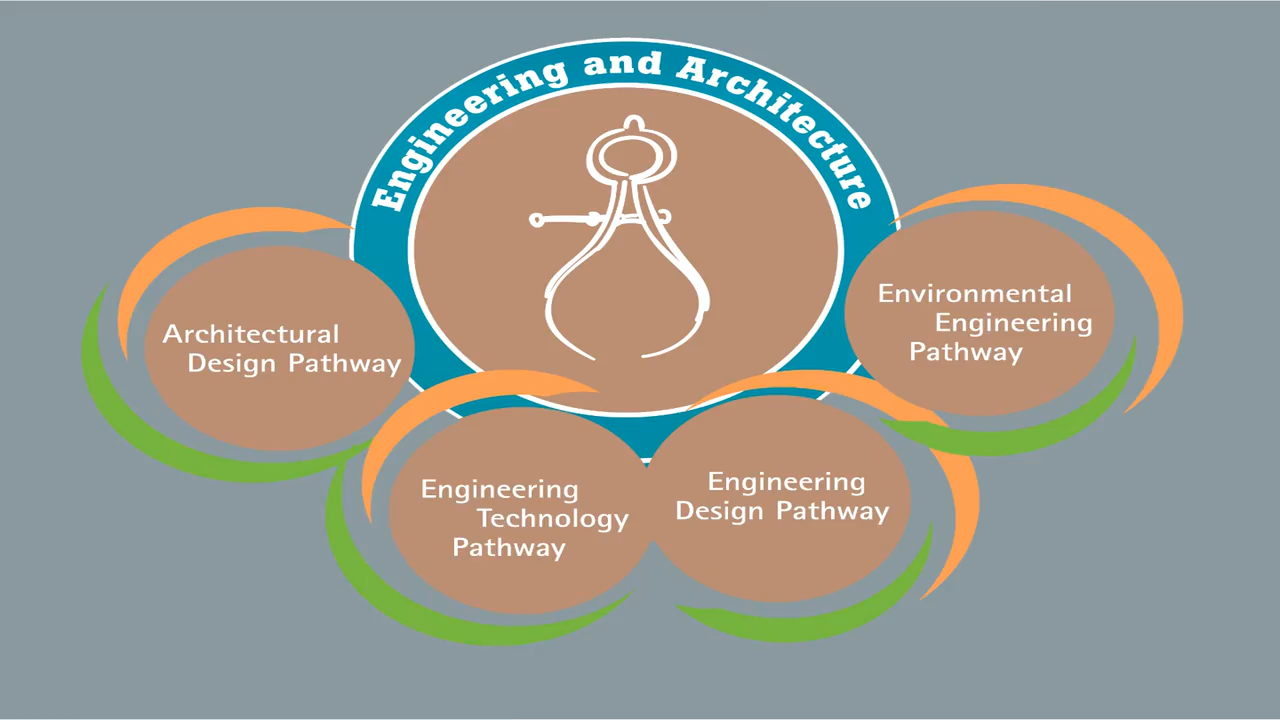 Engineering and Architecture
Architectural
Design Pathway
Engineering
Technology
Pathway
Engineering
Design Pathway
Environmental
Engineering
Pathway